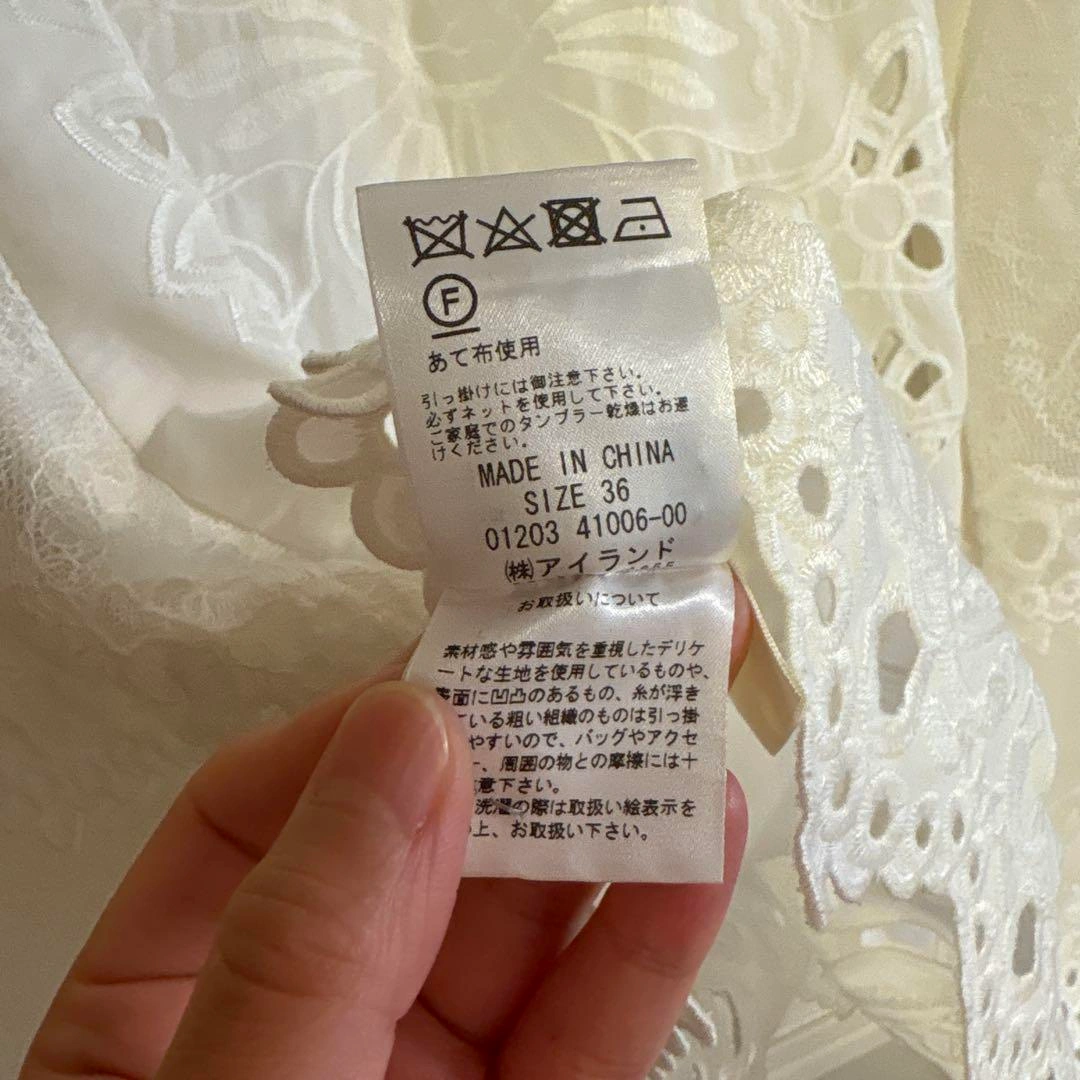 F
あて布使用
引っ掛けには御注意下さい。
必ずネットを使用して下さい。
ご家庭でのタンブラー乾燥はお避
けください。
MADE IN CHINA
SIZE 36
01203 41006-00
㈱アイランド
お取扱いについて
素材感や雰囲気を重視したデリケ
ートな生地を使用しているものや、
表面に凹凸のあるもの、糸が浮き
ている粗い組織のものは引っ掛
やすいので、バッグやアクセ
ー、周囲の物との摩擦には十
意下さい。
洗濯の際は取扱い絵表示を
上、お取扱い下さい。